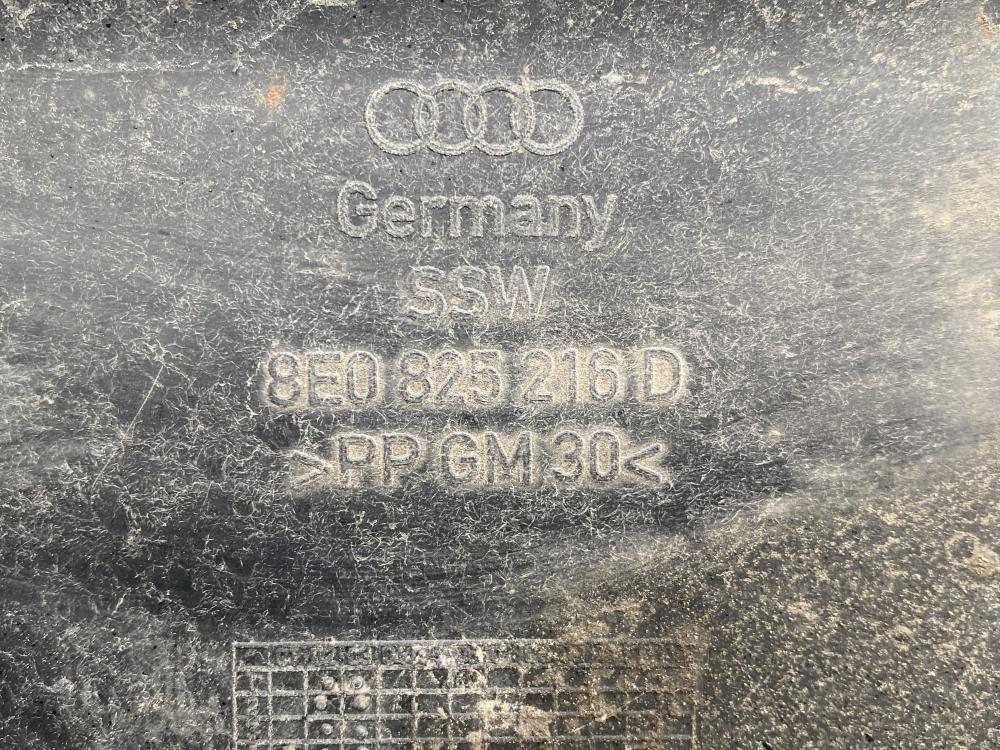 Germany
SSW
8E0 825 216 D
>PP GM 30<